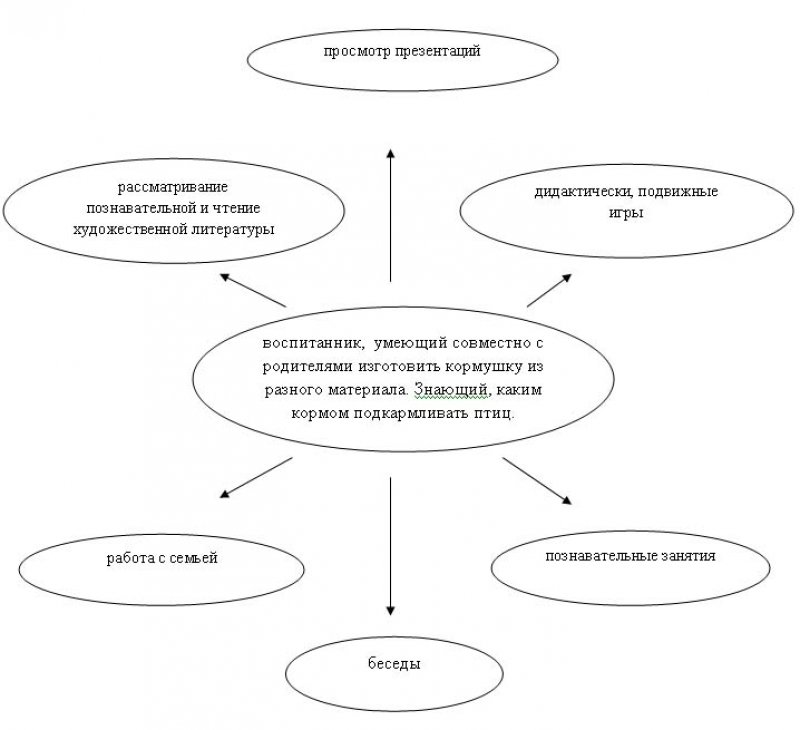 просмотр презентаций
рассматривание
познавательной и чтение
художественной литературы
дидактически, подвижные
игры
воспитанник, умеющий совместно с
родителями изготовить кормушку из
разного материала. Знающий, каким
кормом подкармливать птиц.
работа с семьей
познавательные занятия
беседы